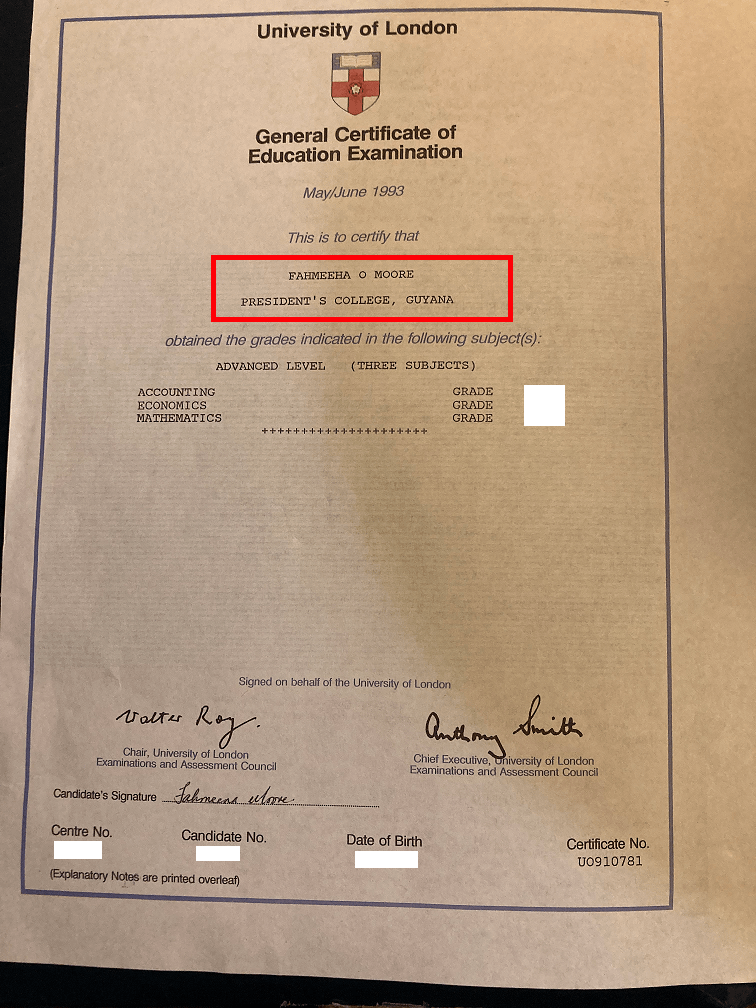 University of London
General Certificate of
Education Examination
May/June 1993
This is to certify that
FAHMEEHA O MOORE
PRESIDENT'S COLLEGE, GUYANA
obtained the grades indicated in the following subject(s):
ADVANCED LEVEL (THREE SUBJECTS)
ACCOUNTING GRADE
ECONOMICS GRADE
MATHEMATICS GRADE
+++++++++++++++++++++
Signed on behalf of the University of London
Walter Roy. Anthony Smith
Chair, University of London
Examinations and Assessment Council
Chief Executive, University of London
Examinations and Assessment Council
Candidate's Signature Fahmeena Moore
Centre No. Candidate No. Date of Birth Certificate No.
UO910781
(Explanatory Notes are printed overleaf)